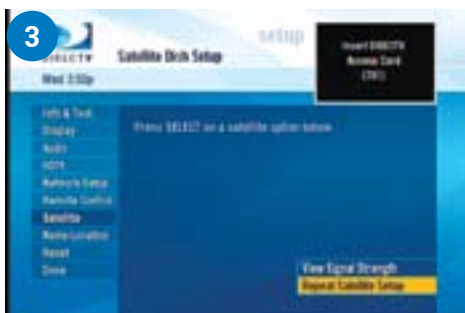 3
DIRECTV
setup
Satellite Dish Setup
Wed 3:50p
Insert DIRECTV
Access Card
(761)
Info & Test
Display
Audio
HDTV
Network Setup
Remote Control
Satellite
Name Location
Reset
Done
Press SELECT on a satellite option below.
View Signal Strength
Repeat Satellite Setup